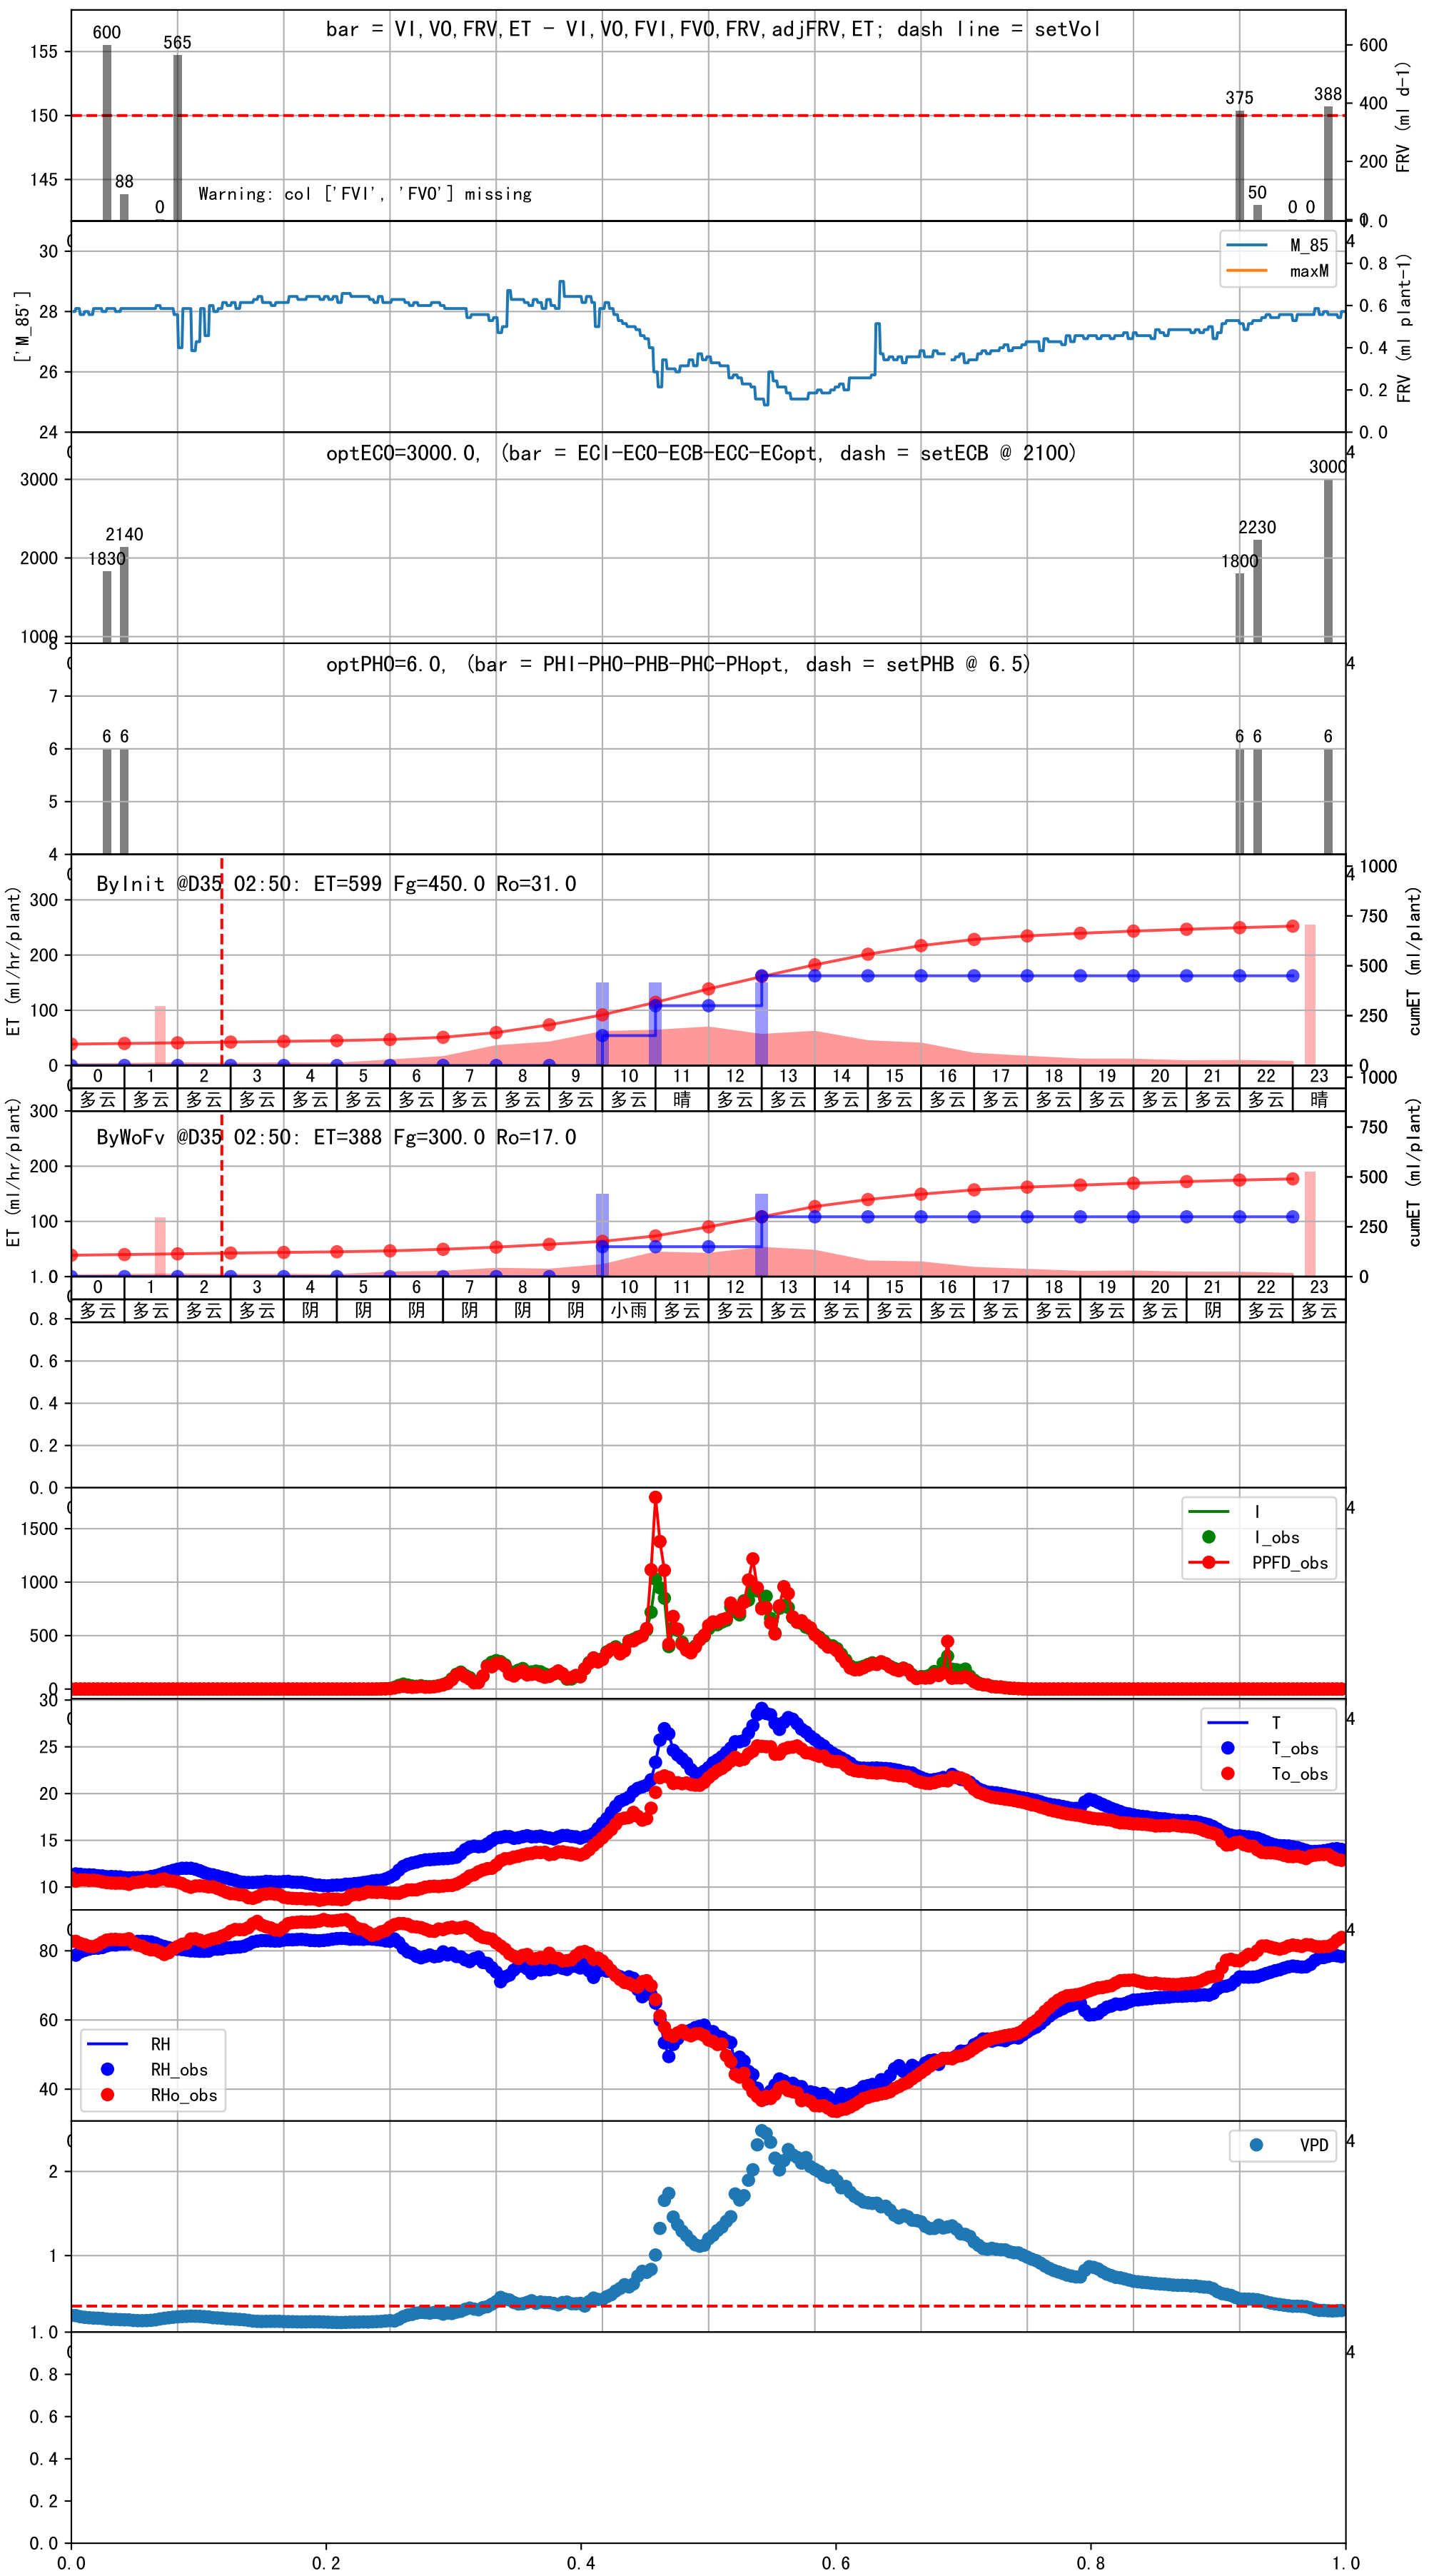 bar = VI,VO,FRV,ET - VI,VO,FVI,FVO,FRV,adjFRV,ET; dash line = setVol
600
88
0
565
375
50
0
0
388
Warning: col ['FVI', 'FVO'] missing
155
150
145
600
400
200
0
FRV (ml d-1)
1.0
0.8
0.6
0.4
0.2
0.0
FRV (ml plant-1)
30
28
26
24
['M_85']
M_85
maxM
optECO=3000.0, (bar = ECI-ECO-ECB-ECC-ECopt, dash = setECB @ 2100)
3000
2000
1000
1830
2140
1800
2230
3000
optPHO=6.0, (bar = PHI-PHO-PHB-PHC-PHopt, dash = setPHB @ 6.5)
8
7
6
5
4
6 6
6 6
6
ByInit @D35 02:50: ET=599 Fg=450.0 Ro=31.0
ET (ml/hr/plant)
300
200
100
0
cumET (ml/plant)
1000
750
500
250
0
0 1 2 3 4 5 6 7 8 9 10 11 12 13 14 15 16 17 18 19 20 21 22 23
多云 多云 多云 多云 多云 多云 多云 多云 多云 多云 多云 晴 多云 多云 多云 多云 多云 多云 多云 多云 多云 多云 多云 晴
ByWoFv @D35 02:50: ET=388 Fg=300.0 Ro=17.0
ET (ml/hr/plant)
300
200
100
cumET (ml/plant)
1000
750
500
250
0
0 1 2 3 4 5 6 7 8 9 10 11 12 13 14 15 16 17 18 19 20 21 22 23
多云 多云 多云 多云 阴 阴 阴 阴 阴 阴 小雨 多云 多云 多云 多云 多云 多云 多云 多云 多云 多云 阴 多云 多云
1.0
0.8
0.6
0.4
0.2
0.0
1500
1000
500
0
I
I_obs
PPFD_obs
30
25
20
15
10
T
T_obs
To_obs
80
60
40
RH
RH_obs
RHo_obs
2
1
VPD
1.0
0.8
0.6
0.4
0.2
0.0
0.0 0.2 0.4 0.6 0.8 1.0